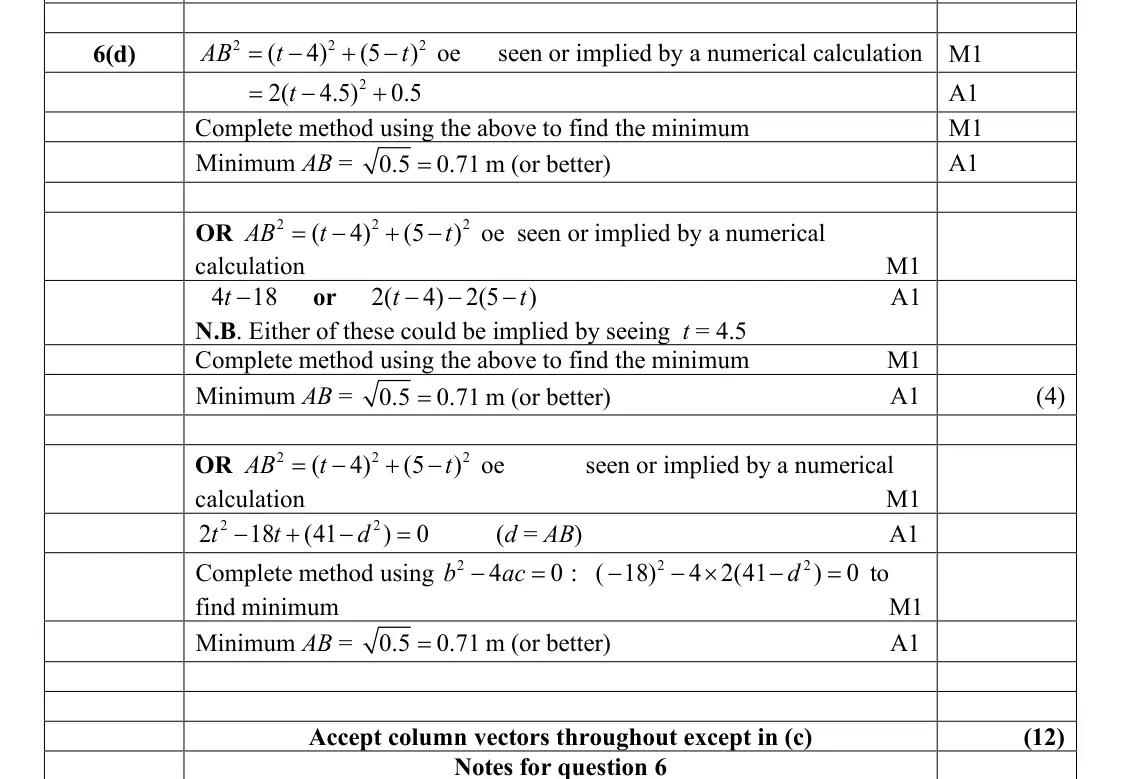 6(d) AB² = (t − 4)² + (5 − t)² oe seen or implied by a numerical calculation M1
= 2(t − 4.5)² + 0.5 A1
Complete method using the above to find the minimum M1
Minimum AB = √0.5 = 0.71 m (or better) A1
OR AB² = (t − 4)² + (5 − t)² oe seen or implied by a numerical
calculation M1
4t − 18 or 2(t − 4) − 2(5 − t) A1
N.B. Either of these could be implied by seeing t = 4.5
Complete method using the above to find the minimum M1
Minimum AB = √0.5 = 0.71 m (or better) A1 (4)
OR AB² = (t − 4)² + (5 − t)² oe seen or implied by a numerical
calculation M1
2t² − 18t + (41 − d²) = 0 (d = AB) A1
Complete method using b² − 4ac = 0 : (−18)² − 4 × 2(41 − d²) = 0 to
find minimum M1
Minimum AB = √0.5 = 0.71 m (or better) A1
Accept column vectors throughout except in (c) (12)
Notes for question 6